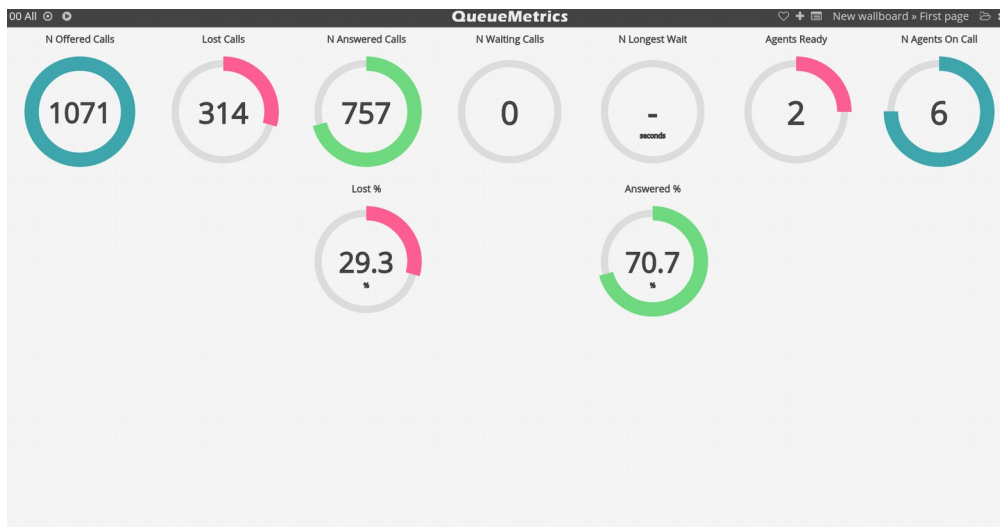 00 All
QueueMetrics
New wallboard » First page
N Offered Calls
Lost Calls
N Answered Calls
N Waiting Calls
N Longest Wait
Agents Ready
N Agents On Call
1071
314
757
0
-
seconds
2
6
Lost %
Answered %
29.3
%
70.7
%